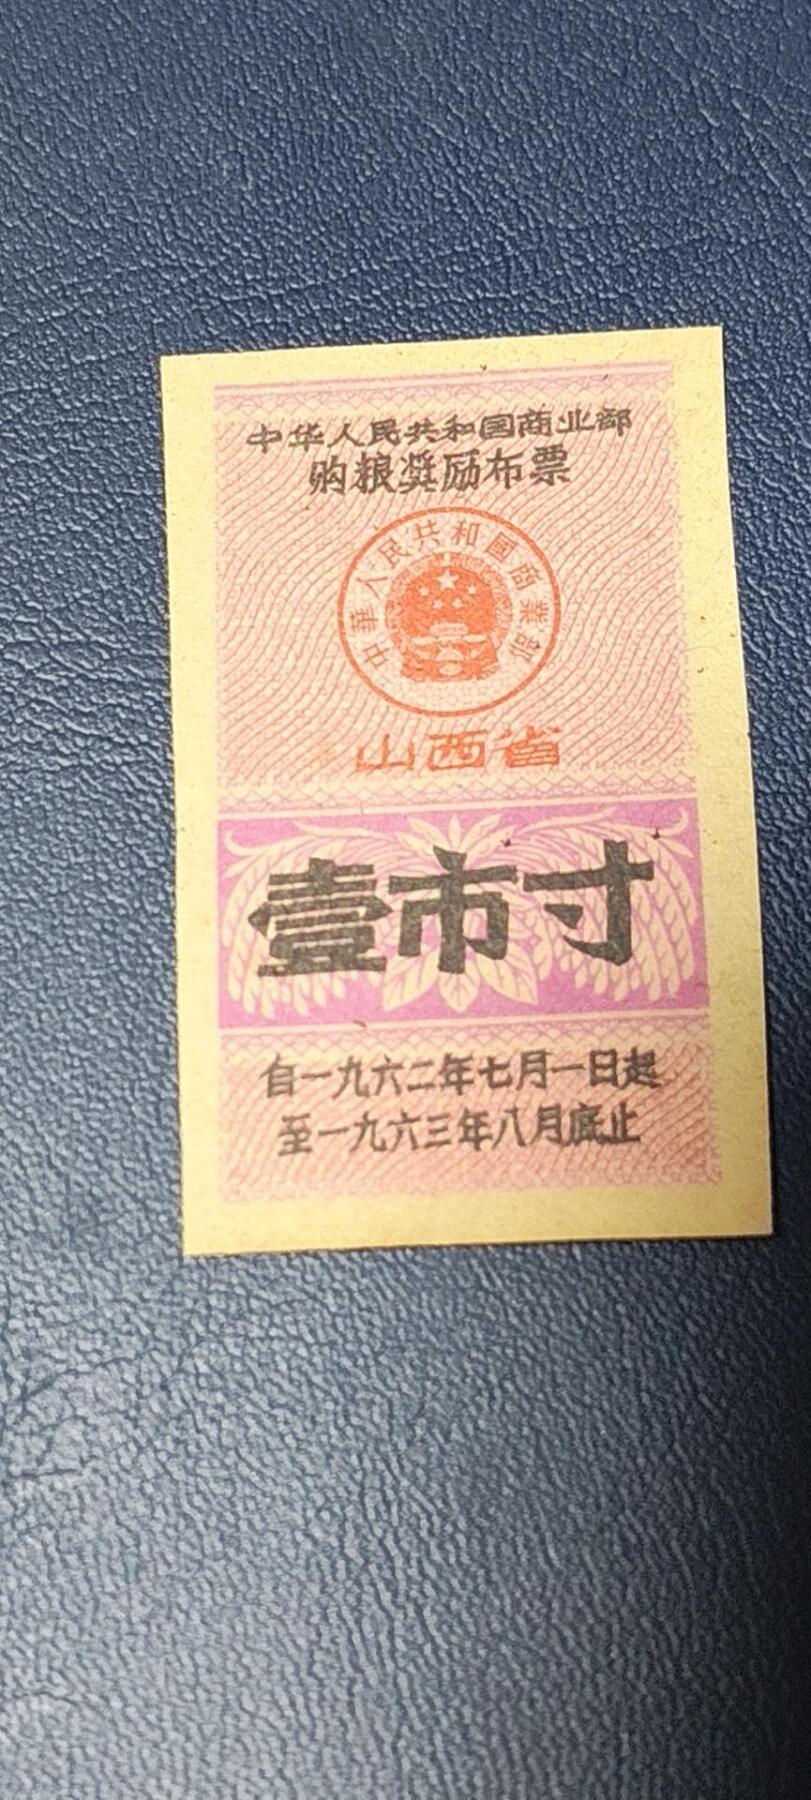 中华人民共和国商业部
购粮奖励布票
中華人民共和國商業部
山西省
壹市寸
自一九六二年七月一日起
至一九六三年八月底止